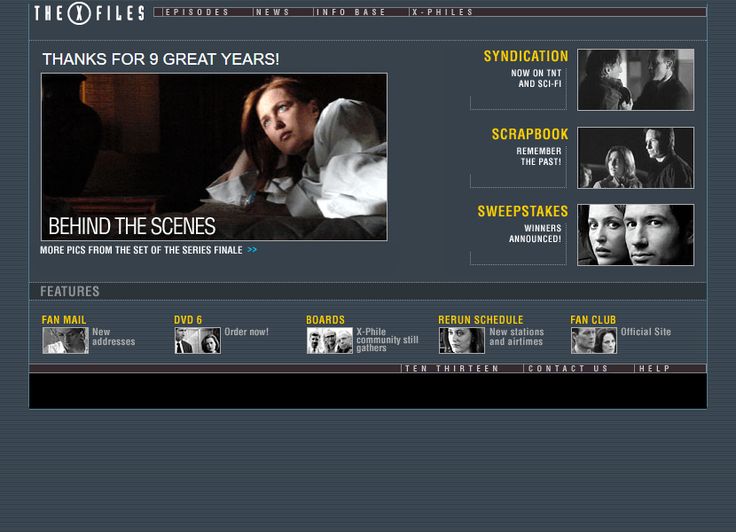 THE X FILES
EPISODES
NEWS
INFO BASE
X-PHILES
THANKS FOR 9 GREAT YEARS!
BEHIND THE SCENES
MORE PICS FROM THE SET OF THE SERIES FINALE >>
SYNDICATION
NOW ON TNT
AND SCI-FI
SCRAPBOOK
REMEMBER
THE PAST!
SWEEPSTAKES
WINNERS
ANNOUNCED!
FEATURES
FAN MAIL
New
addresses
DVD 6
Order now!
BOARDS
X-Phile
community still
gathers
RERUN SCHEDULE
New stations
and airtimes
FAN CLUB
Official Site
TEN THIRTEEN
CONTACT US
HELP